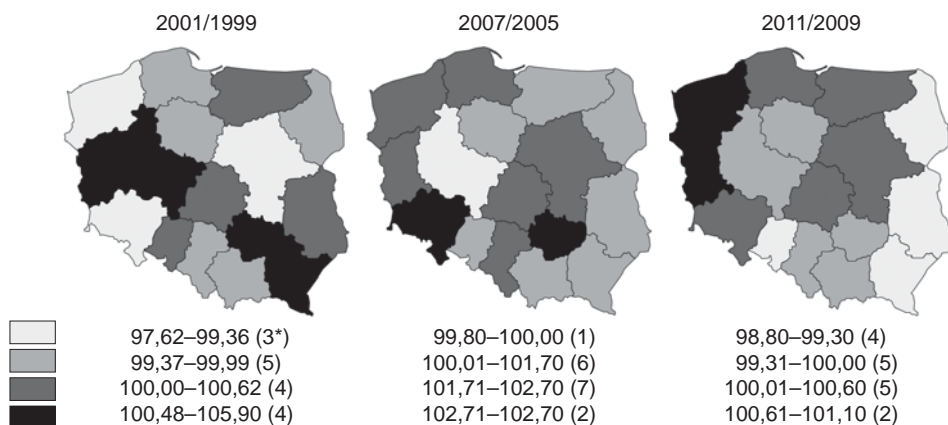 2001/1999 2007/2005 2011/2009
97,62–99,36 (3*) 99,80–100,00 (1) 98,80–99,30 (4)
99,37–99,99 (5) 100,01–101,70 (6) 99,31–100,00 (5)
100,00–100,62 (4) 101,71–102,70 (7) 100,01–100,60 (5)
100,48–105,90 (4) 102,71–102,70 (2) 100,61–101,10 (2)